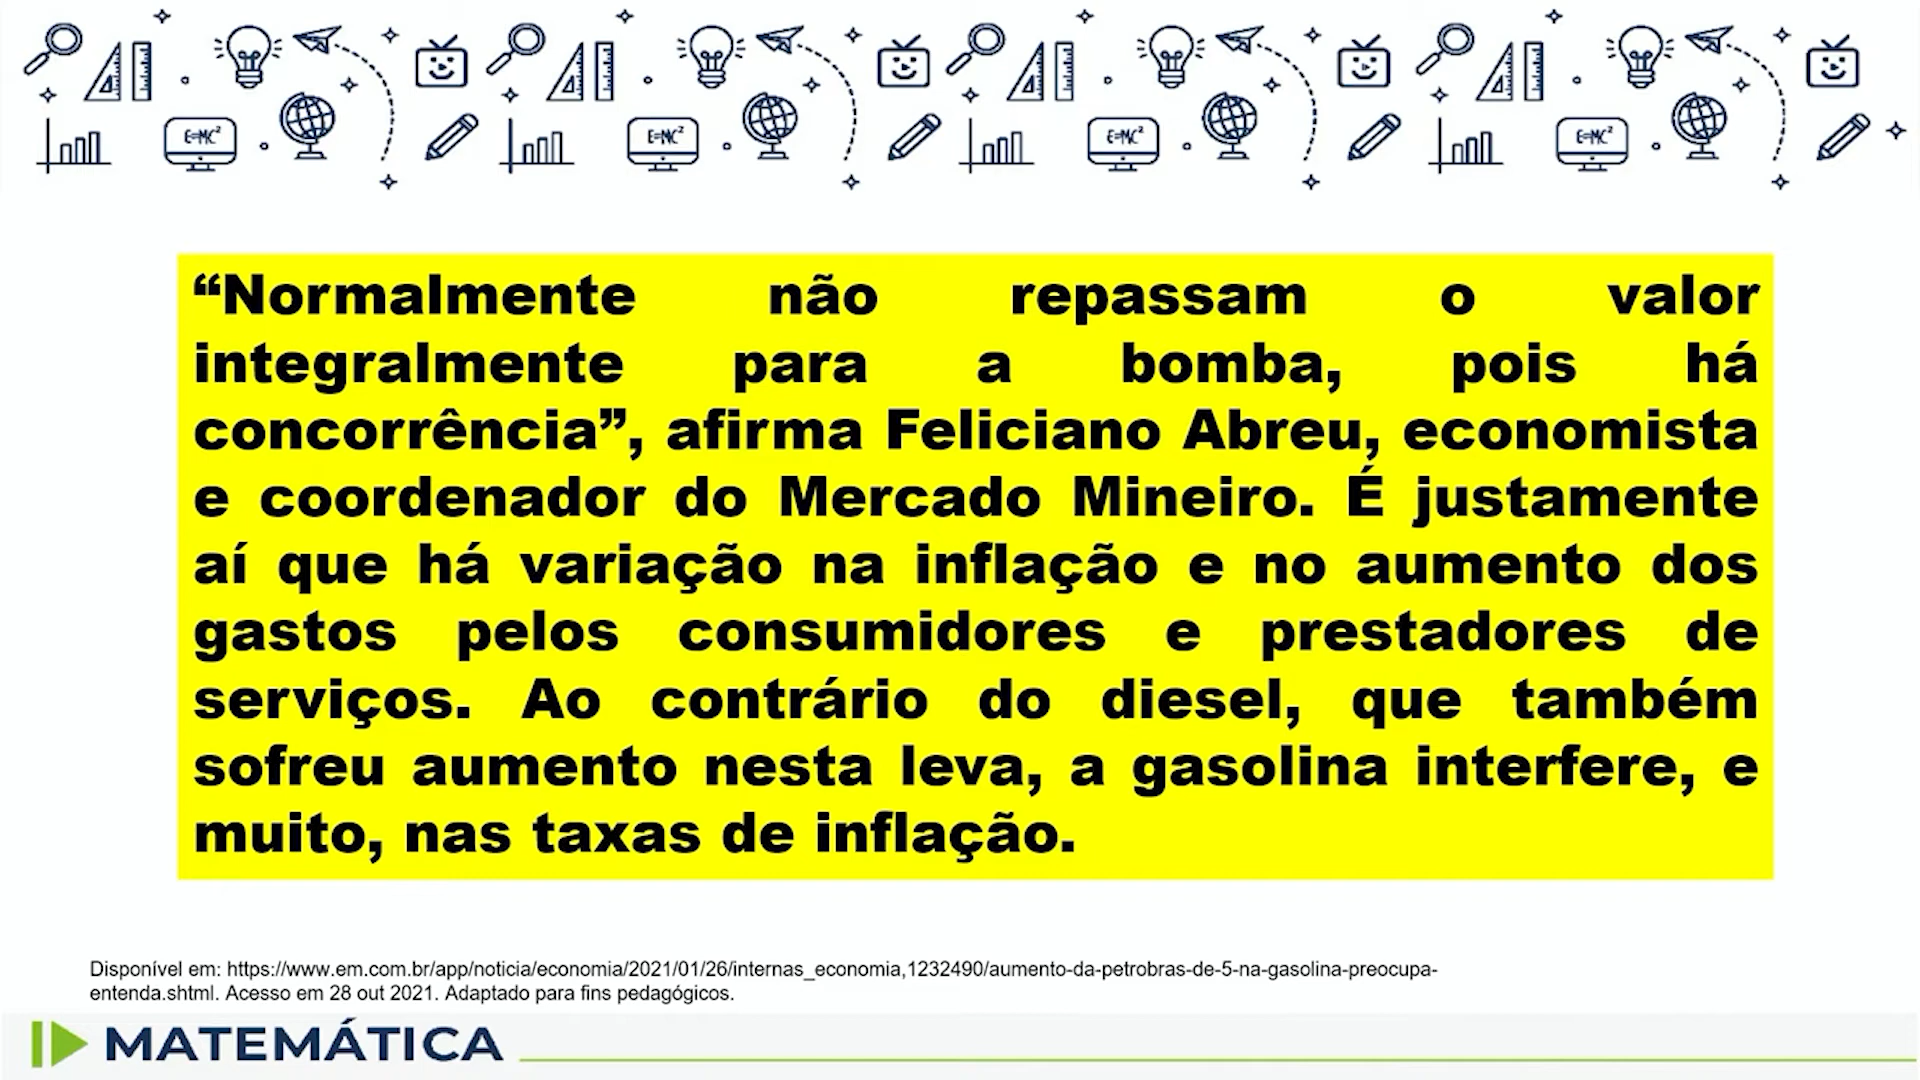 E=MC² E=MC² E=MC² E=MC²
“Normalmente não repassam o valor
integralmente para a bomba, pois há
concorrência”, afirma Feliciano Abreu, economista
e coordenador do Mercado Mineiro. É justamente
aí que há variação na inflação e no aumento dos
gastos pelos consumidores e prestadores de
serviços. Ao contrário do diesel, que também
sofreu aumento nesta leva, a gasolina interfere, e
muito, nas taxas de inflação.
Disponível em: https://www.em.com.br/app/noticia/economia/2021/01/26/internas_economia,1232490/aumento-da-petrobras-de-5-na-gasolina-preocupa-
entenda.shtml. Acesso em 28 out 2021. Adaptado para fins pedagógicos.
MATEMÁTICA